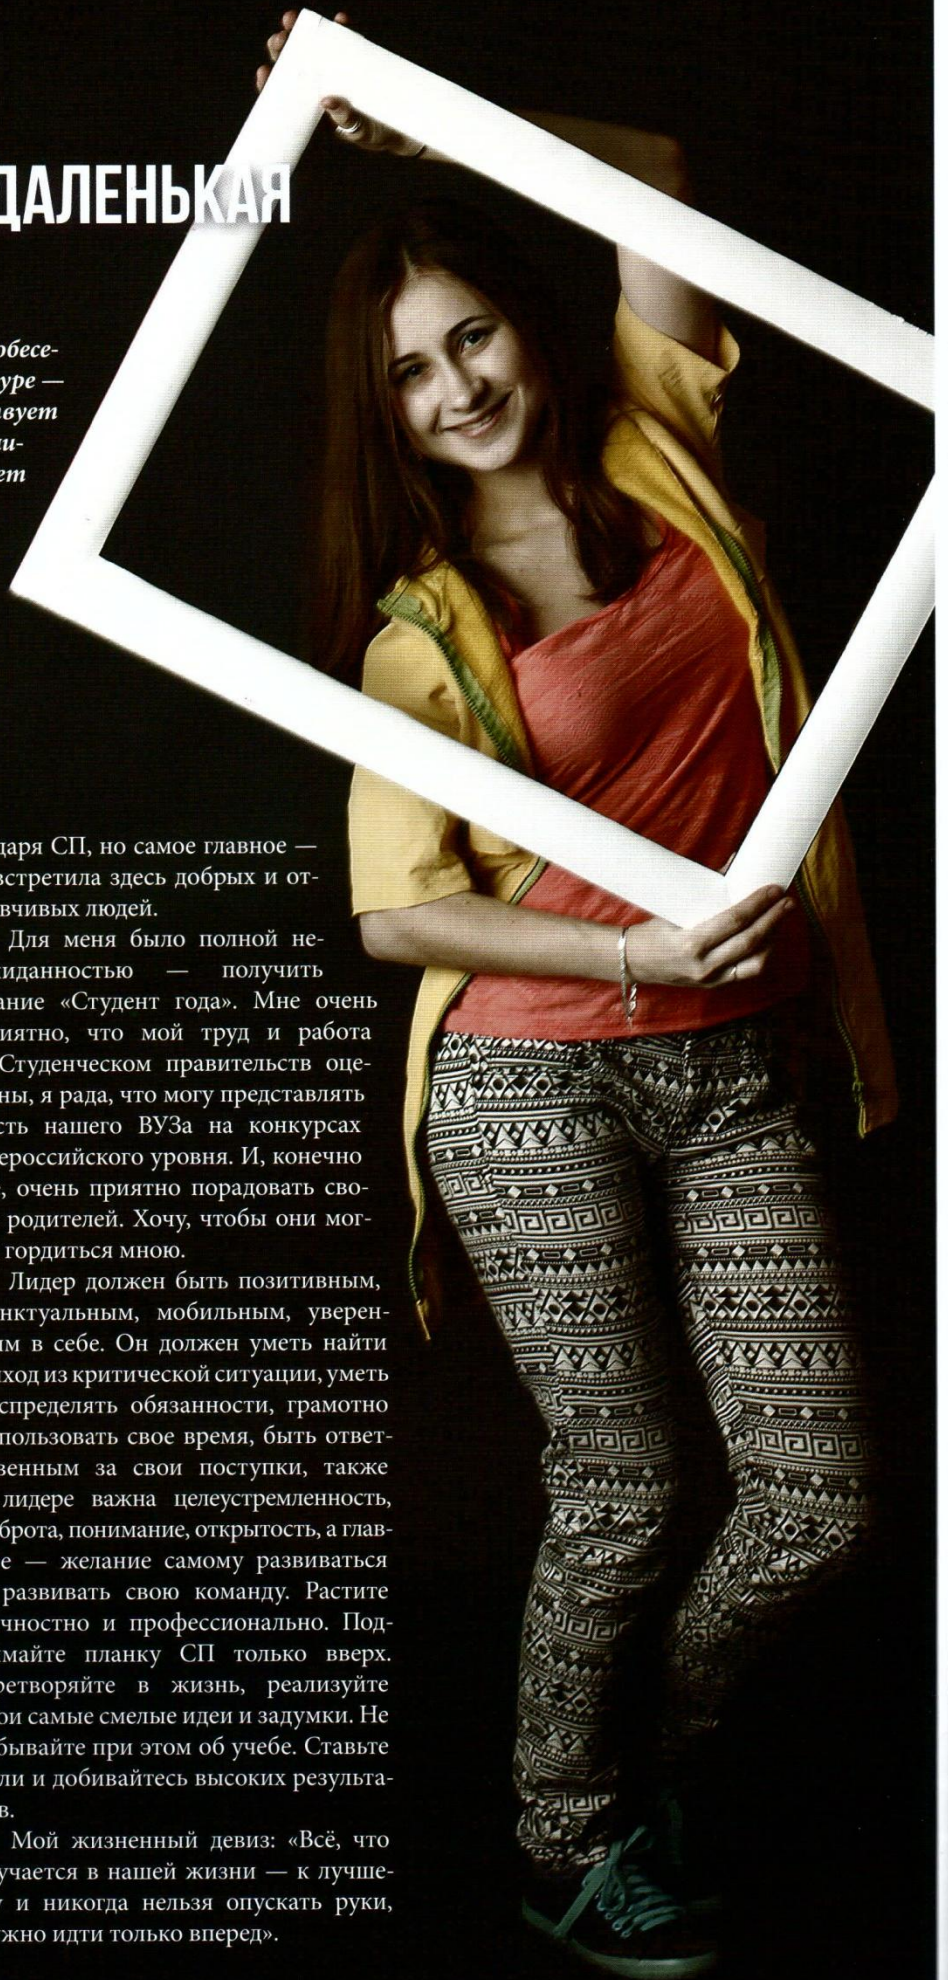 ДАЛЕНЬКАЯ
обесе-
уре —
вует
ли-
ет
даря СП, но самое главное —
встретила здесь добрых и от-
вчивых людей.
Для меня было полной не-
иданностью — получить
ание «Студент года». Мне очень
иятно, что мой труд и работа
Студенческом правительств оце-
ны, я рада, что могу представлять
сть нашего ВУЗа на конкурсах
ероссийского уровня. И, конечно
, очень приятно порадовать сво-
родителей. Хочу, чтобы они мог-
гордиться мною.
Лидер должен быть позитивным,
нктуальным, мобильным, уверен-
ым в себе. Он должен уметь найти
ход из критической ситуации, уметь
спределять обязанности, грамотно
пользовать свое время, быть ответ-
венным за свои поступки, также
лидере важна целеустремленность,
брота, понимание, открытость, а глав-
е — желание самому развиваться
развивать свою команду. Растите
чностно и профессионально. Под-
майте планку СП только вверх.
ретворяйте в жизнь, реализуйте
ои самые смелые идеи и задумки. Не
бывайте при этом об учебе. Ставьте
ли и добивайтесь высоких результа-
в.
Мой жизненный девиз: «Всё, что
учается в нашей жизни — к лучше-
у и никогда нельзя опускать руки,
жно идти только вперед».